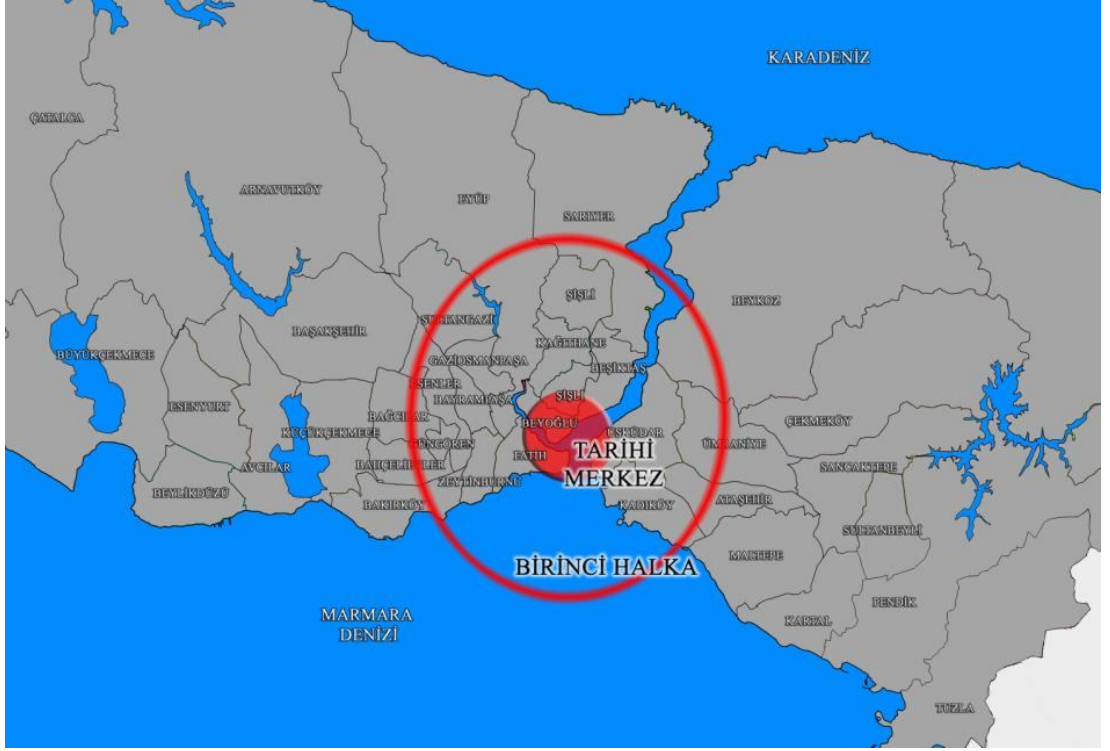 KARADENİZ
ÇATALCA
ARNAVUTKÖY
EYÜP
SARIYER
ŞİŞLİ
BEYKOZ
SULTANGAZİ
BAŞAKŞEHİR
KAĞITHANE
BÜYÜKÇEKMECE
GAZİOSMANPAŞA
BEŞİKTAŞ
ESENLER
ŞİŞLİ
ESENYURT
BAYRAMPAŞA
BAĞCILAR
BEYOĞLU
ÇEKMEKÖY
KÜÇÜKÇEKMECE
ÜSKÜDAR
GÜNGÖREN
ÜMRANİYE
FATİH
TARİHİ
MERKEZ
AVCILAR
BAHÇELİEVLER
SANCAKTEPE
ZEYTİNBURNU
BEYLİKDÜZÜ
BAKIRKÖY
KADIKÖY
ATAŞEHİR
SULTANBEYLİ
MALTEPE
BİRİNCİ HALKA
PENDİK
MARMARA
DENİZİ
KARTAL
TUZLA